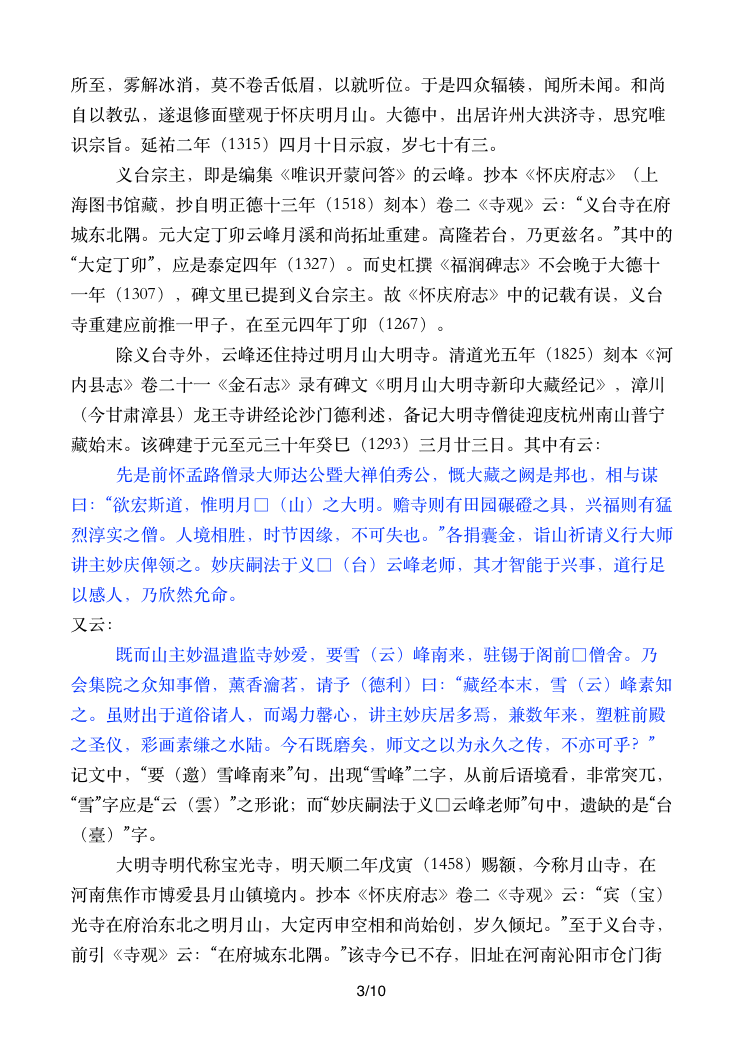 所至，雾解冰消，莫不卷舌低眉，以就听位。于是四众辐辏，闻所未闻。和尚
自以教弘，遂退修面壁观于怀庆明月山。大德中，出居许州大洪济寺，思究唯
识宗旨。延祐二年（1315）四月十日示寂，岁七十有三。
义台宗主，即是编集《唯识开蒙问答》的云峰。抄本《怀庆府志》（上
海图书馆藏，抄自明正德十三年（1518）刻本）卷二《寺观》云：“义台寺在府
城东北隅。元大定丁卯云峰月溪和尚拓址重建。高隆若台，乃更兹名。”其中的
“大定丁卯”，应是泰定四年（1327）。而史杠撰《福润碑志》不会晚于大德十
一年（1307），碑文里已提到义台宗主。故《怀庆府志》中的记载有误，义台
寺重建应前推一甲子，在至元四年丁卯（1267）。
除义台寺外，云峰还住持过明月山大明寺。清道光五年（1825）刻本《河
内县志》卷二十一《金石志》录有碑文《明月山大明寺新印大藏经记》，漳川
（今甘肃漳县）龙王寺讲经论沙门德利述，备记大明寺僧徒迎庋杭州南山普宁
藏始末。该碑建于元至元三十年癸巳（1293）三月廿三日。其中有云：
先是前怀孟路僧录大师达公暨大禅伯秀公，慨大藏之阙是邦也，相与谋
曰：“欲宏斯道，惟明月□（山）之大明。赡寺则有田园碾磑之具，兴福则有猛
烈淳实之僧。人境相胜，时节因缘，不可失也。”各捐囊金，诣山祈请义行大师
讲主妙庆俾领之。妙庆嗣法于义□（台）云峰老师，其才智能于兴事，道行足
以感人，乃欣然允命。
又云：
既而山主妙温遣监寺妙爱，要雪（云）峰南来，驻锡于阁前□僧舍。乃
会集院之众知事僧，薰香瀹茗，请予（德利）曰：“藏经本末，雪（云）峰素知
之。虽财出于道俗诸人，而竭力罄心，讲主妙庆居多焉，兼数年来，塑粧前殿
之圣仪，彩画素缣之水陆。今石既磨矣，师文之以为永久之传，不亦可乎？”
记文中，“要（邀）雪峰南来”句，出现“雪峰”二字，从前后语境看，非常突兀，
“雪”字应是“云（雲）”之形讹；而“妙庆嗣法于义□云峰老师”句中，遗缺的是“台
（臺）”字。
大明寺明代称宝光寺，明天顺二年戊寅（1458）赐额，今称月山寺，在
河南焦作市博爱县月山镇境内。抄本《怀庆府志》卷二《寺观》云：“宾（宝）
光寺在府治东北之明月山，大定丙申空相和尚始创，岁久倾圮。”至于义台寺，
前引《寺观》云：“在府城东北隅。”该寺今已不存，旧址在河南沁阳市仓门街
3/10